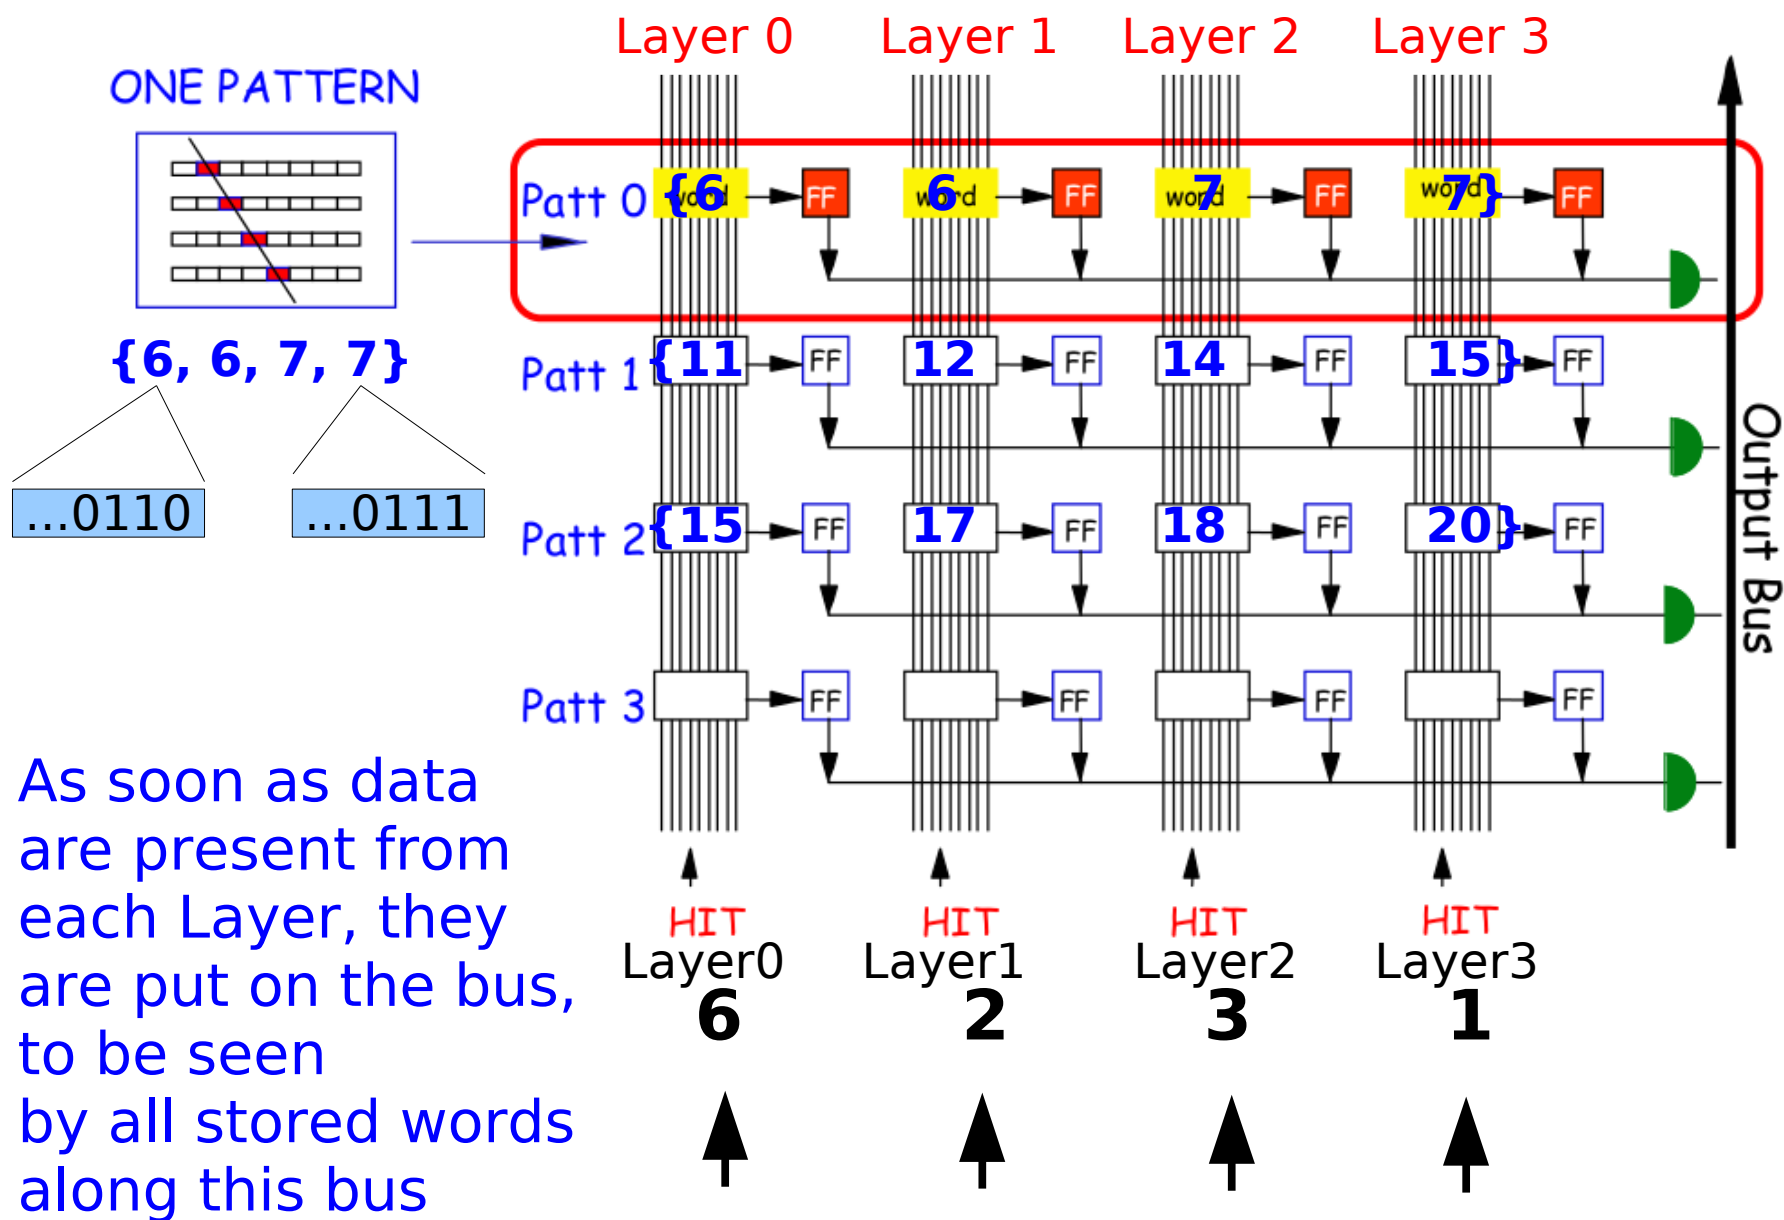 Layer 0 Layer 1 Layer 2 Layer 3
ONE PATTERN
Patt 0 word {6 FF word 6 FF word 7 FF word 7} FF
{6, 6, 7, 7}
Patt 1 {11 FF 12 FF 14 FF 15} FF
...0110 ...0111
Patt 2 {15 FF 17 FF 18 FF 20} FF
Output Bus
Patt 3 FF FF FF FF
HIT HIT HIT HIT
Layer0 Layer1 Layer2 Layer3
6 2 3 1
As soon as data
are present from
each Layer, they
are put on the bus,
to be seen
by all stored words
along this bus